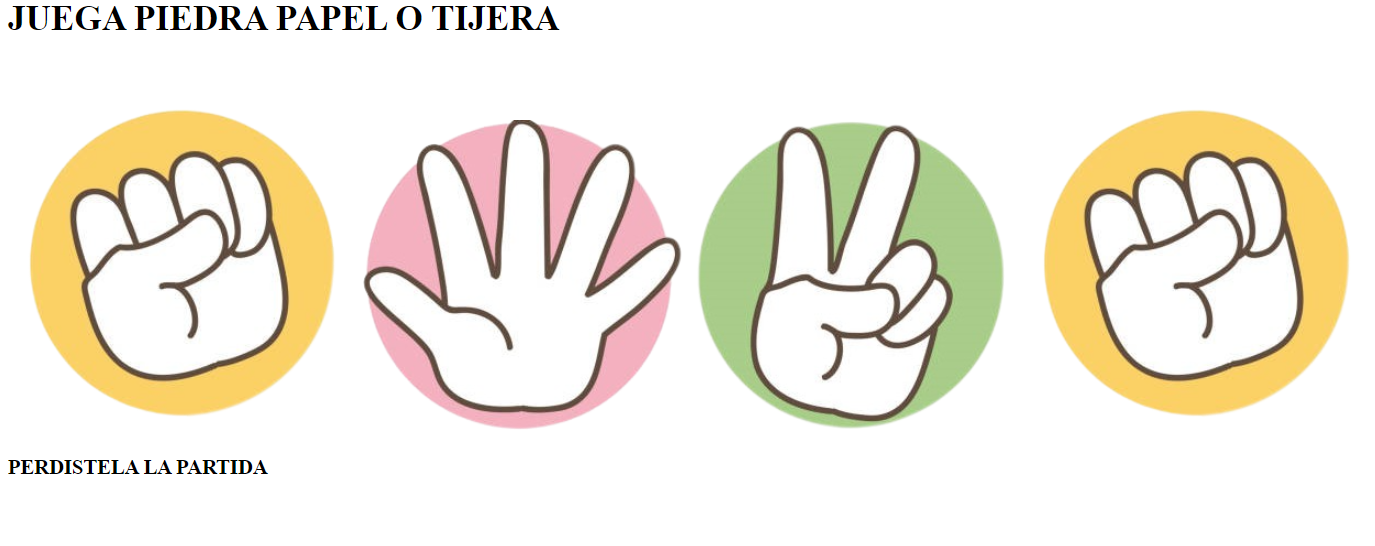 JUEGA PIEDRA PAPEL O TIJERA
PERDISTELA LA PARTIDA